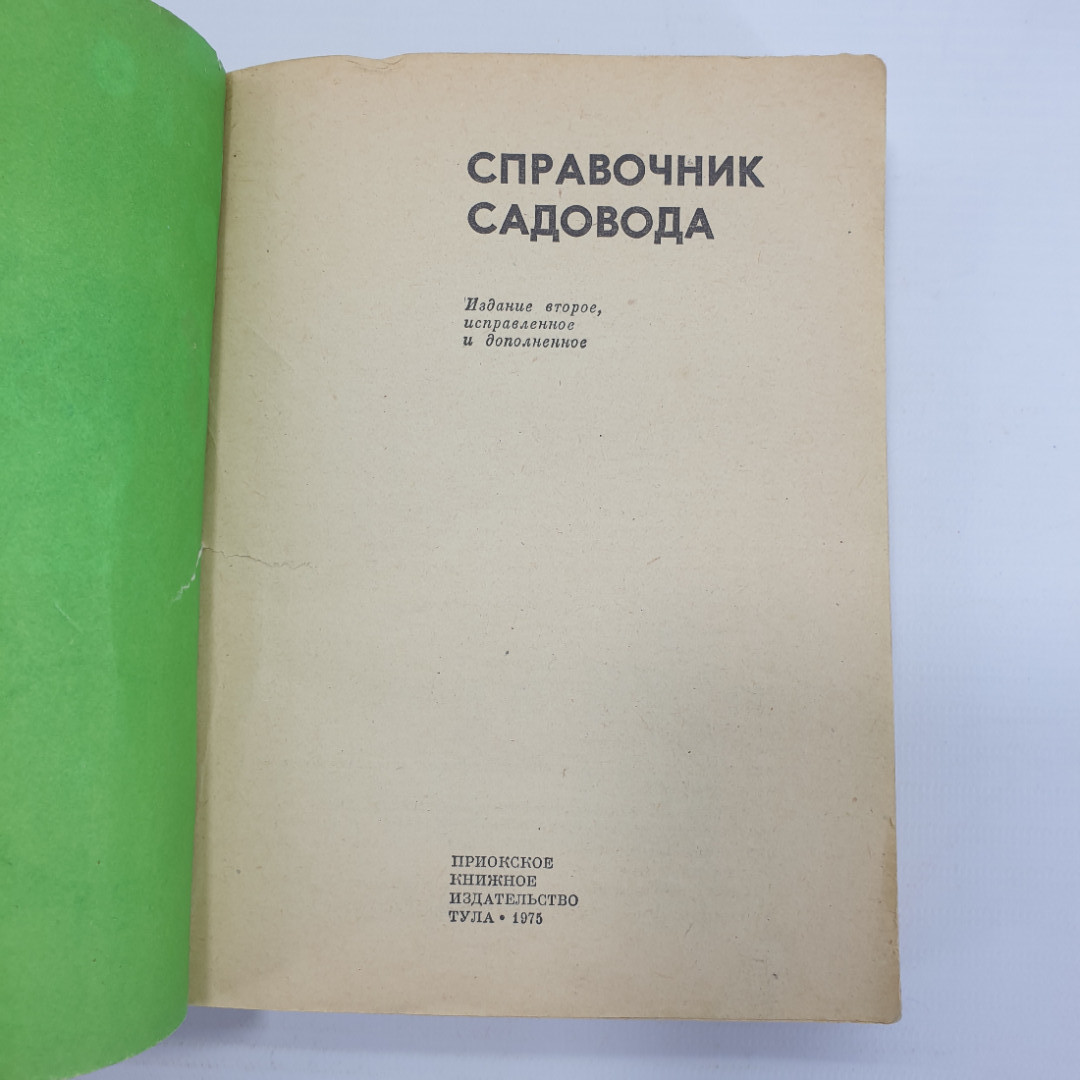 СПРАВОЧНИК
САДОВОДА
Издание второе,
исправленное
и дополненное
ПРИОКСКОЕ
КНИЖНОЕ
ИЗДАТЕЛЬСТВО
ТУЛА • 1975